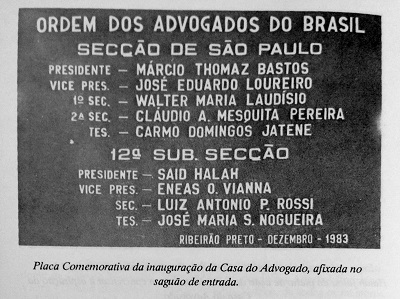 ORDEM DOS ADVOGADOS DO BRASIL
SECÇÃO DE SÃO PAULO
PRESIDENTE – MÁRCIO THOMAZ BASTOS
VICE PRES. – JOSÉ EDUARDO LOUREIRO
1º SEC. – WALTER MARIA LAUDÍSIO
2ª SEC. – CLÁUDIO A. MESQUITA PEREIRA
TES. – CARMO DOMINGOS JATENE
12ª SUB. SECÇÃO
PRESIDENTE – SAID HALAH
VICE PRES. – ENEAS O. VIANNA
SEC. – LUIZ ANTONIO P. ROSSI
TES. – JOSÉ MARIA S. NOGUEIRA
RIBEIRÃO PRETO - DEZEMBRO - 1983
Placa Comemorativa da inauguração da Casa do Advogado, afixada no
saguão de entrada.